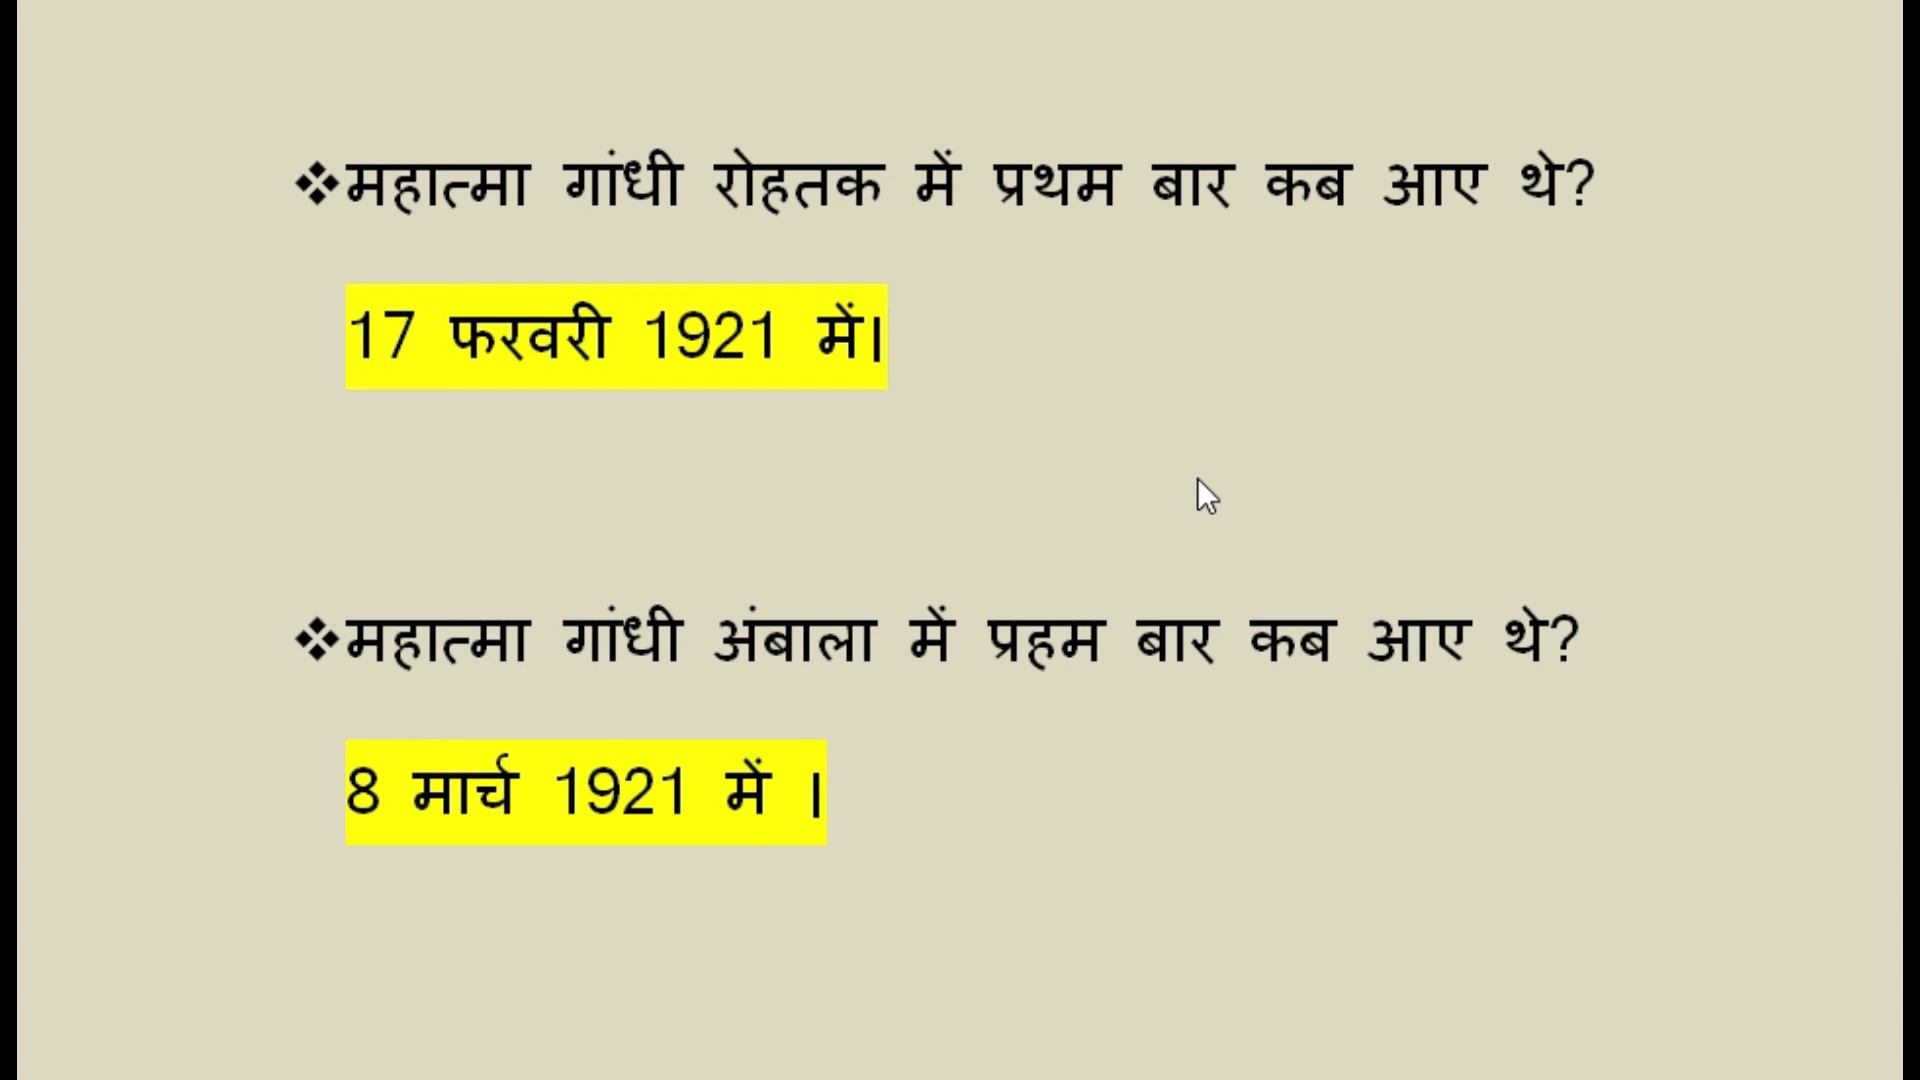 ❖महात्मा गांधी रोहतक में प्रथम बार कब आए थे?
17 फरवरी 1921 में।
❖महात्मा गांधी अंबाला में प्रहम बार कब आए थे?
8 मार्च 1921 में ।